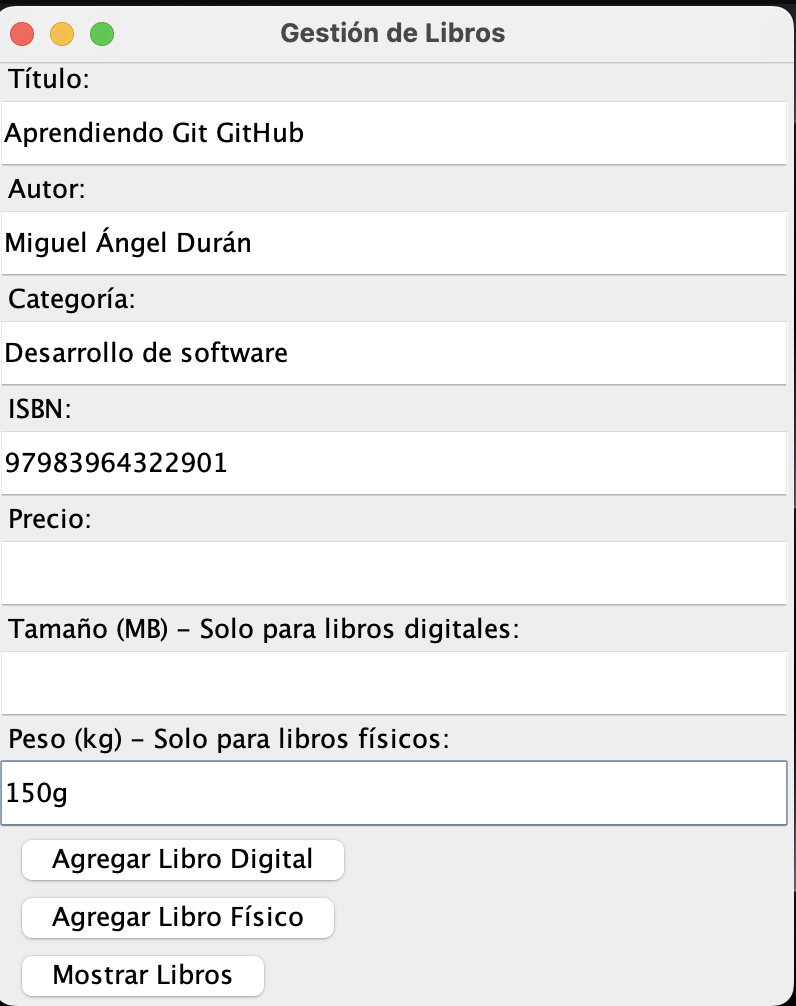 Gestión de Libros
Título:
Aprendiendo Git GitHub
Autor:
Miguel Ángel Durán
Categoría:
Desarrollo de software
ISBN:
97983964322901
Precio:
Tamaño (MB) – Solo para libros digitales:
Peso (kg) – Solo para libros físicos:
150g
Agregar Libro Digital
Agregar Libro Físico
Mostrar Libros